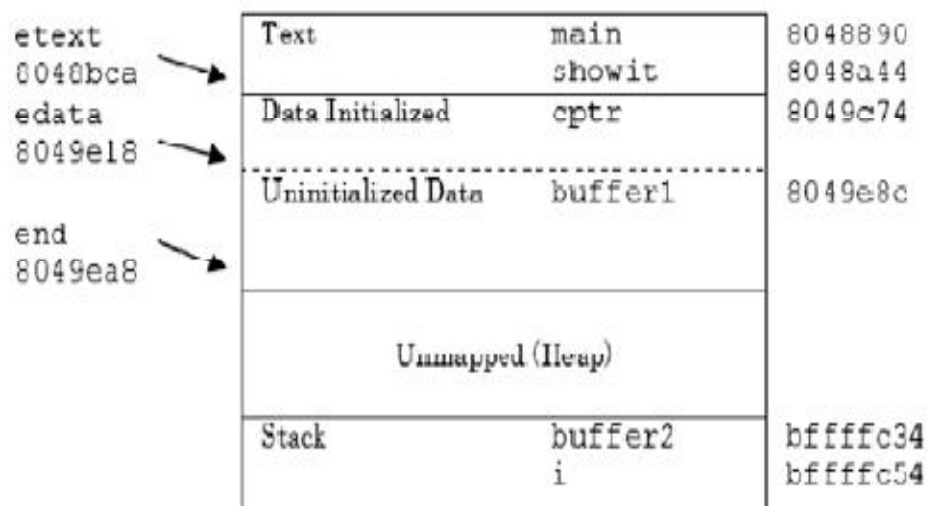 etext
8048bca
edata
8049e18
end
8049ea8
Text main 8048890
showit 8048a44
Data Initialized cptr 8049c74
Uninitialized Data buffer1 8049e8c
Unmapped (Heap)
Stack buffer2 bffffc34
i bffffc54